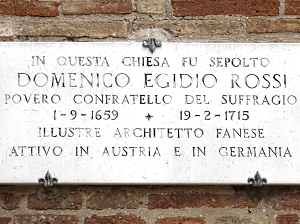 IN QUESTA CHIESA FU SEPOLTO
DOMENICO EGIDIO ROSSI
POVERO CONFRATELLO DEL SUFFRAGIO
1-9-1659 * 19-2-1715
ILLUSTRE ARCHITETTO FANESE
ATTIVO IN AUSTRIA E IN GERMANIA